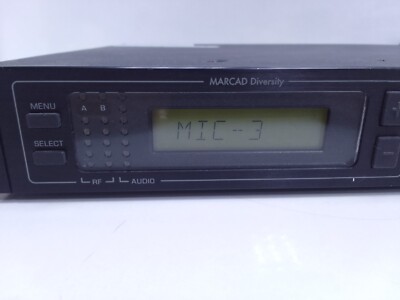 MARCAD Diversity
MENU
A B
MIC-3
SELECT
RF AUDIO
+
-